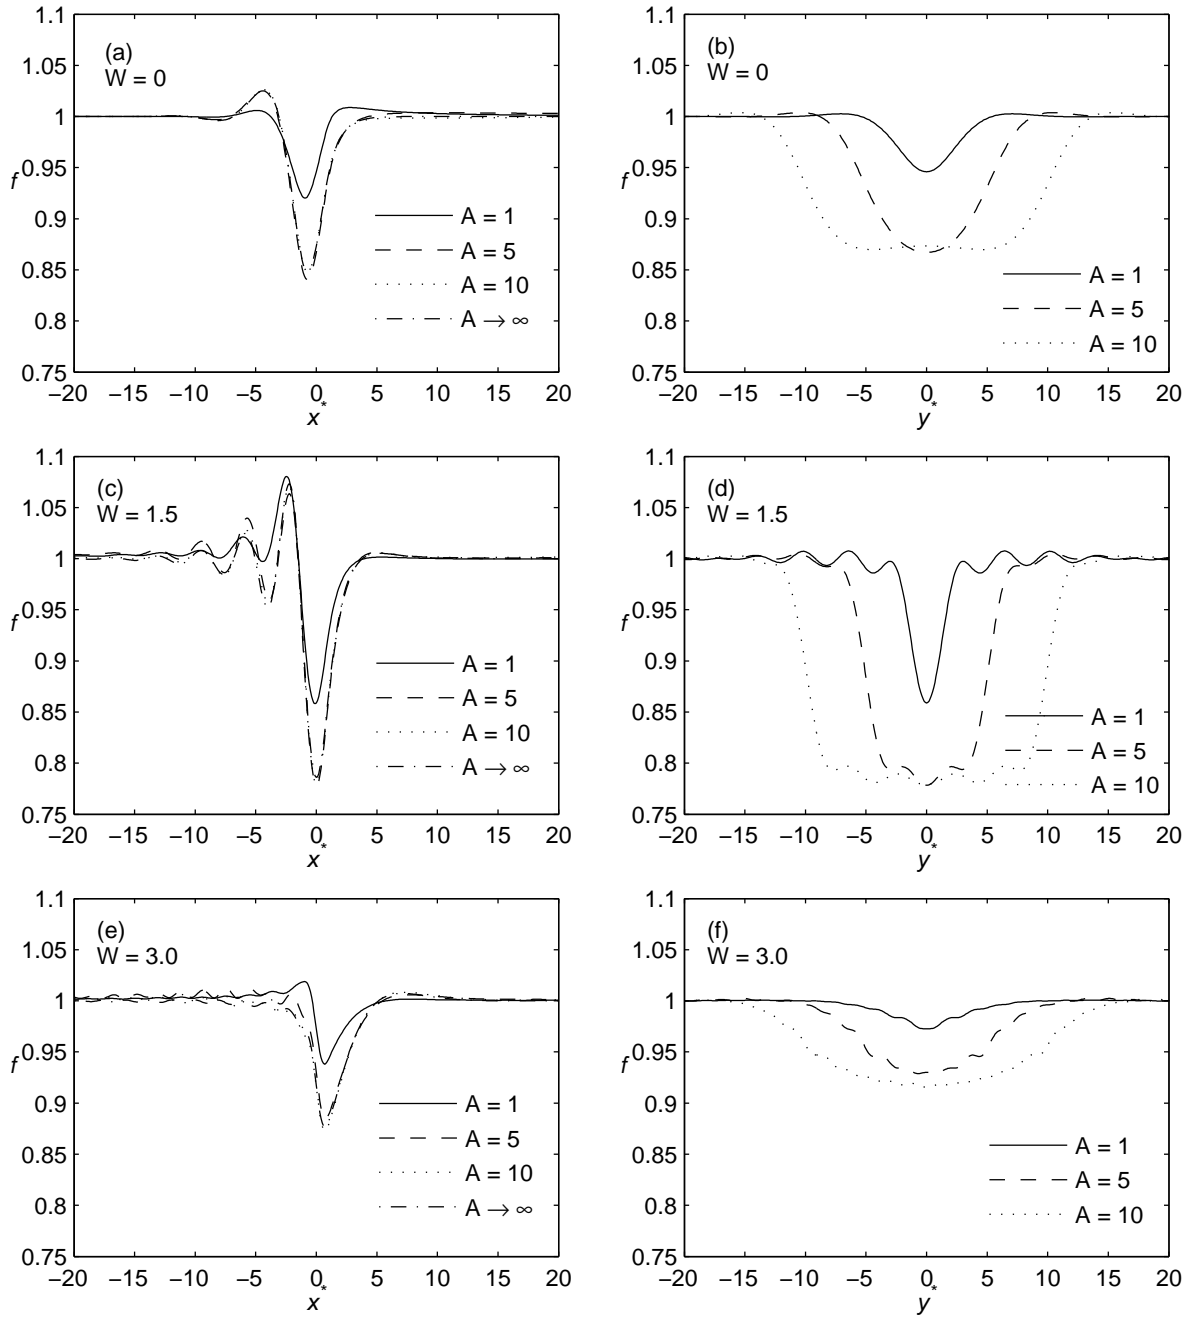 1.1
1.05
1
0.95
0.9
0.85
0.8
0.75
f
(a)
W = 0
A = 1
A = 5
A = 10
A → ∞
−20 −15 −10 −5 0 5 10 15 20
x*
1.1
1.05
1
0.95
0.9
0.85
0.8
0.75
f
(b)
W = 0
A = 1
A = 5
A = 10
−20 −15 −10 −5 0 5 10 15 20
y*
1.1
1.05
1
0.95
0.9
0.85
0.8
0.75
f
(c)
W = 1.5
A = 1
A = 5
A = 10
A → ∞
−20 −15 −10 −5 0 5 10 15 20
x*
1.1
1.05
1
0.95
0.9
0.85
0.8
0.75
f
(d)
W = 1.5
A = 1
A = 5
A = 10
−20 −15 −10 −5 0 5 10 15 20
y*
1.1
1.05
1
0.95
0.9
0.85
0.8
0.75
f
(e)
W = 3.0
A = 1
A = 5
A = 10
A → ∞
−20 −15 −10 −5 0 5 10 15 20
x*
1.1
1.05
1
0.95
0.9
0.85
0.8
0.75
f
(f)
W = 3.0
A = 1
A = 5
A = 10
−20 −15 −10 −5 0 5 10 15 20
y*